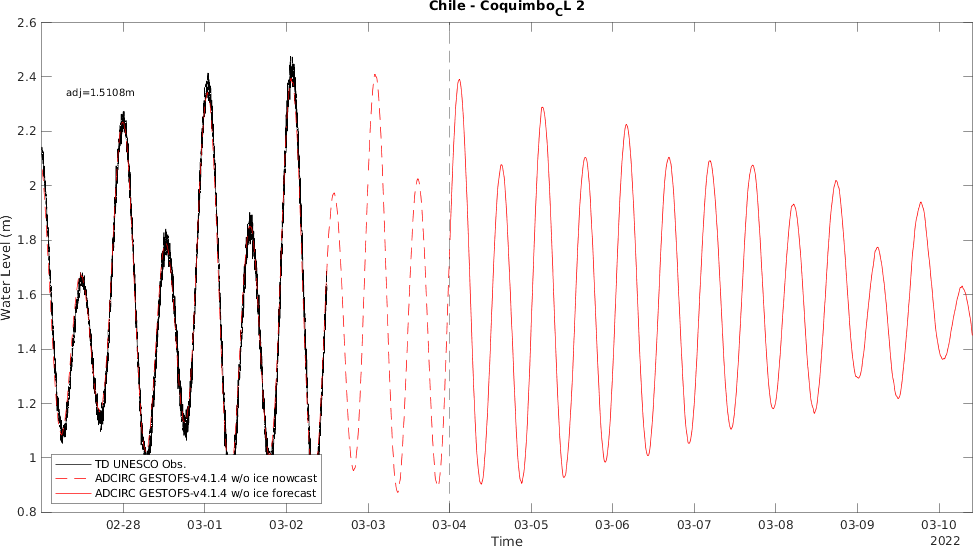 Chile - Coquimbo_CL 2
2.6
2.4
2.2
2
1.8
1.6
1.4
1.2
1
0.8
Water Level (m)
adj=1.5108m
TD UNESCO Obs.
ADCIRC GESTOFS-v4.1.4 w/o ice nowcast
ADCIRC GESTOFS-v4.1.4 w/o ice forecast
02-28 03-01 03-02 03-03 03-04 03-05 03-06 03-07 03-08 03-09 03-10
Time
2022